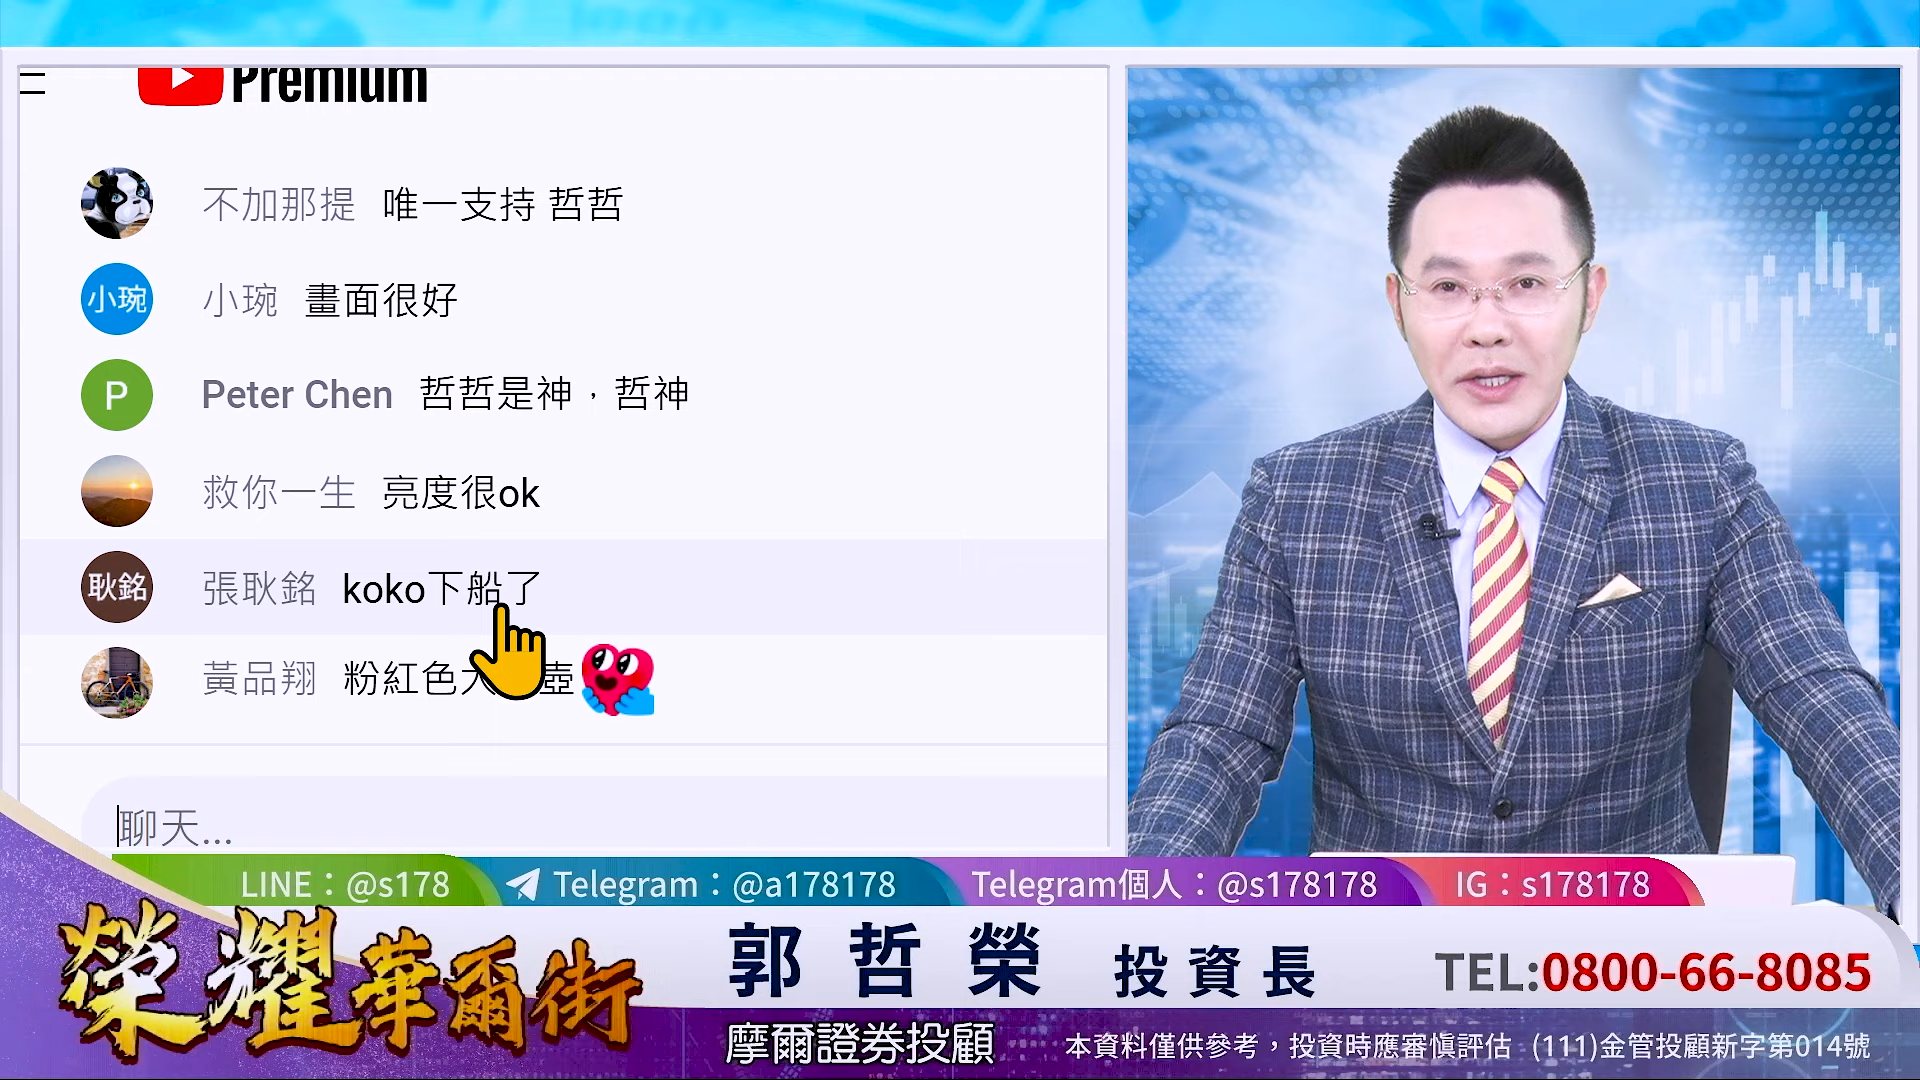 Premium
不加那提 唯一支持 哲哲
小琬
小琬 畫面很好
P
Peter Chen 哲哲是神，哲神
救你一生 亮度很ok
耿銘
張耿銘 koko下船了
黃品翔 粉紅色 壺
聊天...
LINE：@s178 Telegram：@a178178 Telegram個人：@s178178 IG：s178178
榮耀華爾街
郭哲榮 投資長 TEL:0800-66-8085
摩爾證券投顧 本資料僅供參考，投資時應審慎評估 (111)金管投顧新字第014號